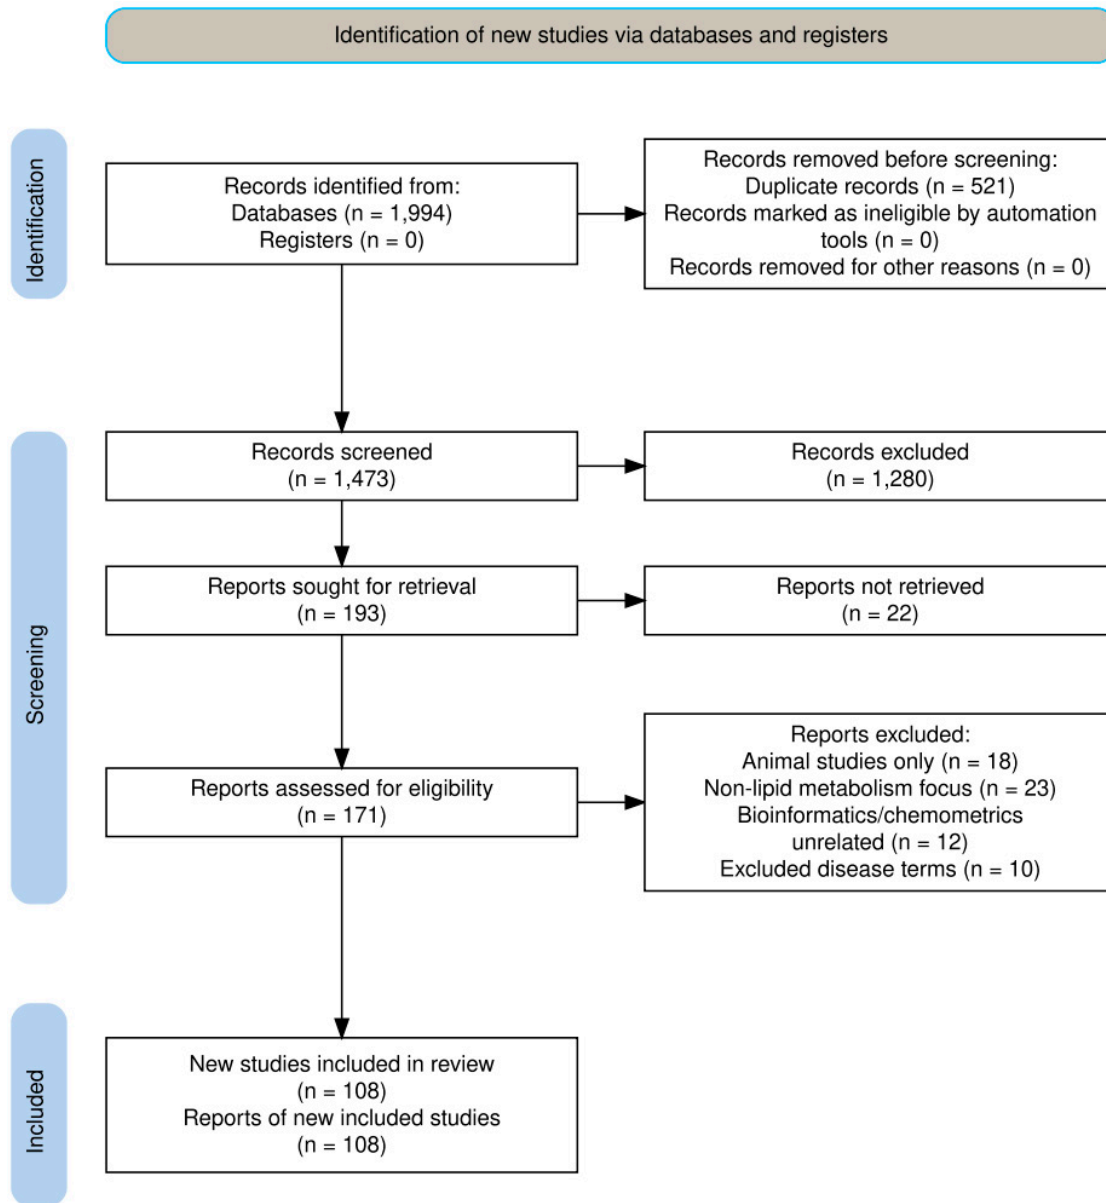 Identification of new studies via databases and registers
Identification
Records identified from:
Databases (n = 1,994)
Registers (n = 0)
Records removed before screening:
Duplicate records (n = 521)
Records marked as ineligible by automation
tools (n = 0)
Records removed for other reasons (n = 0)
Screening
Records screened
(n = 1,473)
Records excluded
(n = 1,280)
Reports sought for retrieval
(n = 193)
Reports not retrieved
(n = 22)
Reports assessed for eligibility
(n = 171)
Reports excluded:
Animal studies only (n = 18)
Non-lipid metabolism focus (n = 23)
Bioinformatics/chemometrics
unrelated (n = 12)
Excluded disease terms (n = 10)
Included
New studies included in review
(n = 108)
Reports of new included studies
(n = 108)